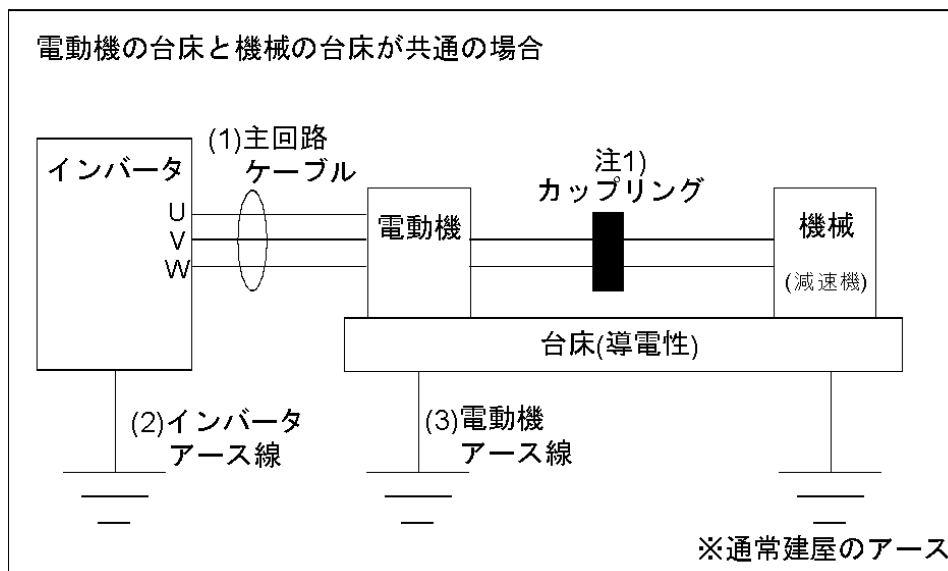 電動機の台床と機械の台床が共通の場合
(1)主回路
ケーブル
注1)
カップリング
インバータ
U
V
W
電動機
機械
(減速機)
台床(導電性)
(2)インバータ
アース線
(3)電動機
アース線
※通常建屋のアース